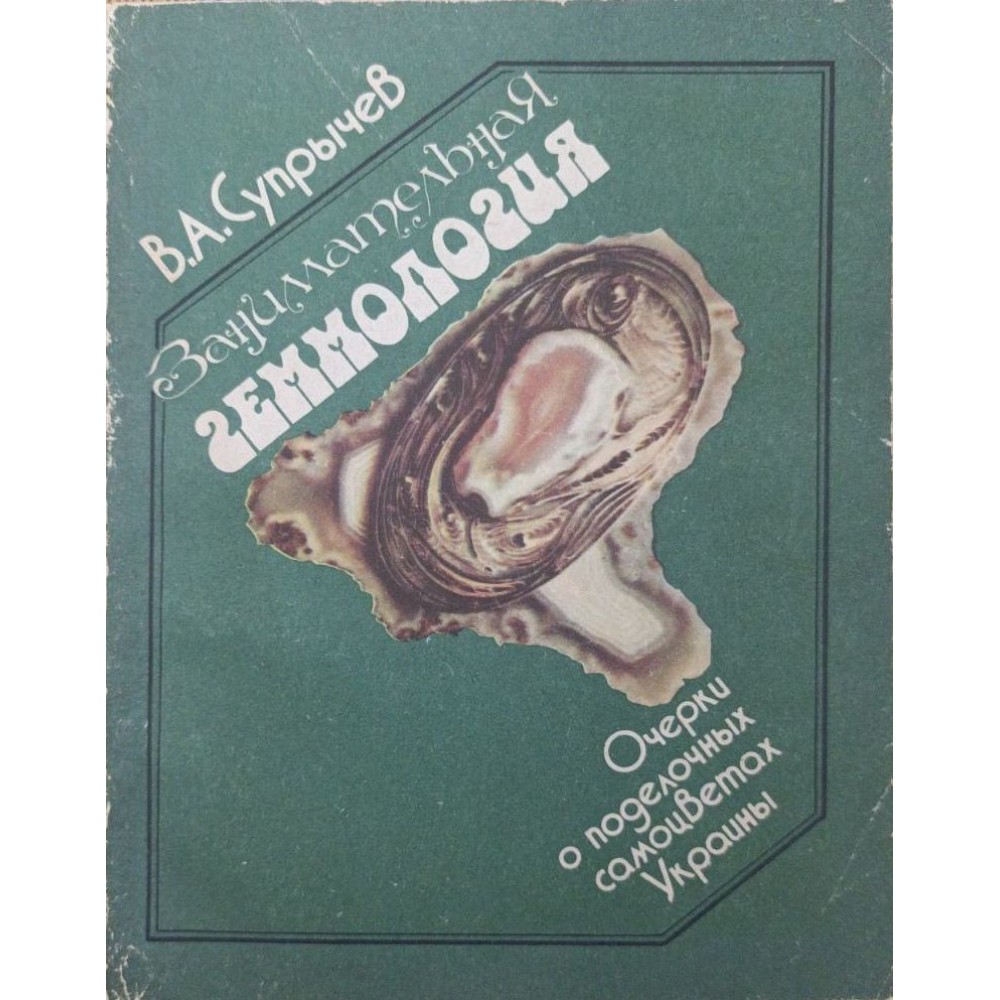 В.А.Супрычев
Занимательная
геммология
Очерки
о поделочных
самоцветах
Украины